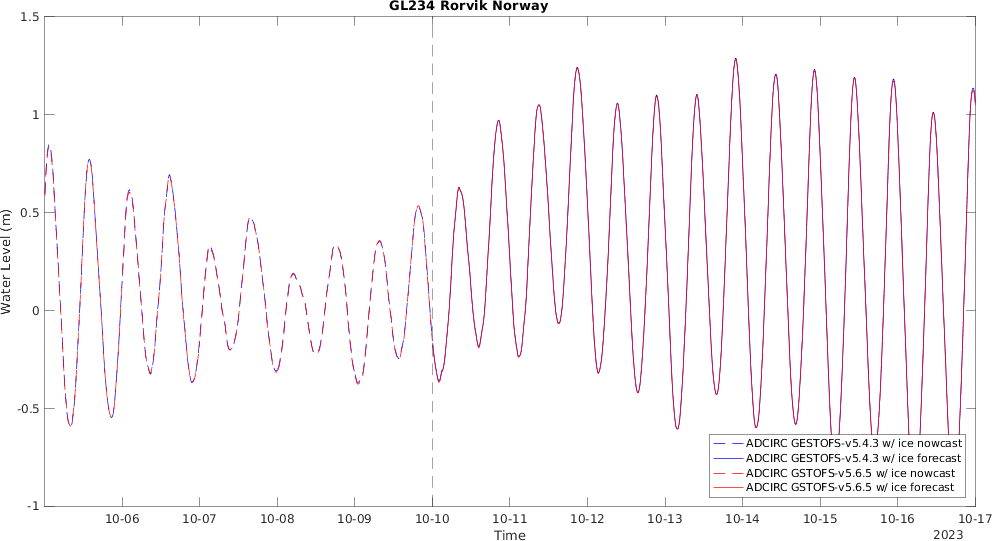 GL234 Rorvik Norway
1.5
1
0.5
0
-0.5
-1
Water Level (m)
10-06 10-07 10-08 10-09 10-10 10-11 10-12 10-13 10-14 10-15 10-16 10-17
Time
2023
ADCIRC GESTOFS-v5.4.3 w/ ice nowcast
ADCIRC GESTOFS-v5.4.3 w/ ice forecast
ADCIRC GSTOFS-v5.6.5 w/ ice nowcast
ADCIRC GSTOFS-v5.6.5 w/ ice forecast